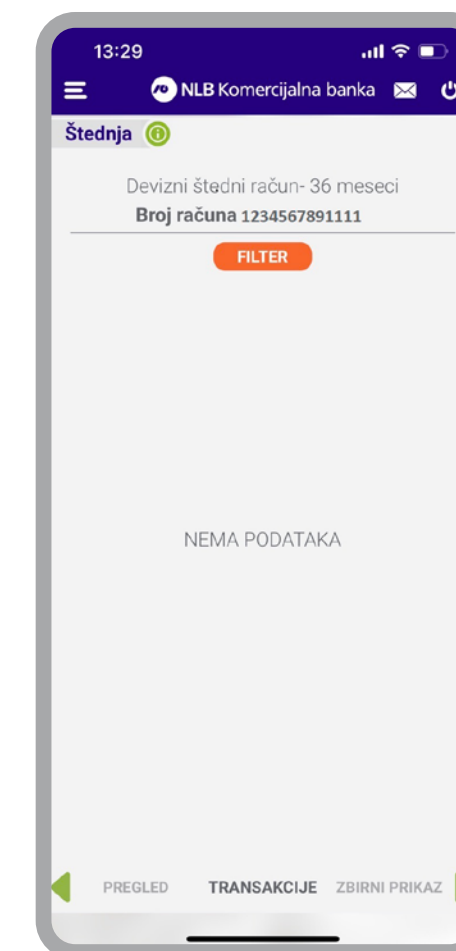 13:29
NLB Komercijalna banka
Štednja
Devizni štedni račun- 36 meseci
Broj računa 1234567891111
FILTER
NEMA PODATAKA
PREGLED TRANSAKCIJE ZBIRNI PRIKAZ